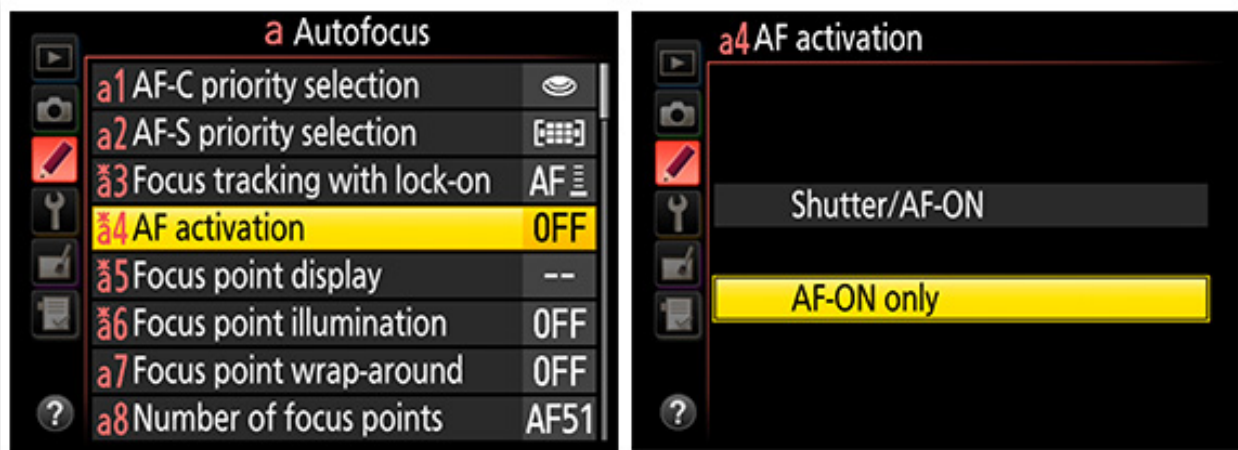 a Autofocus
a1 AF-C priority selection
a2 AF-S priority selection [ ]
a3 Focus tracking with lock-on AF
a4 AF activation OFF
a5 Focus point display --
a6 Focus point illumination OFF
a7 Focus point wrap-around OFF
a8 Number of focus points AF51
?
a4 AF activation
Shutter/AF-ON
AF-ON only
?